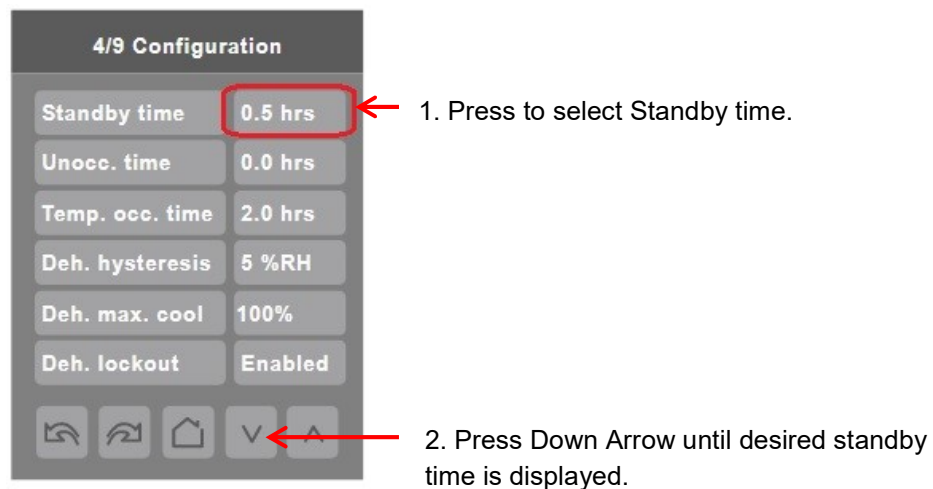 4/9 Configuration
Standby time 0.5 hrs
1. Press to select Standby time.
Unocc. time 0.0 hrs
Temp. occ. time 2.0 hrs
Deh. hysteresis 5 %RH
Deh. max. cool 100%
Deh. lockout Enabled
2. Press Down Arrow until desired standby
time is displayed.